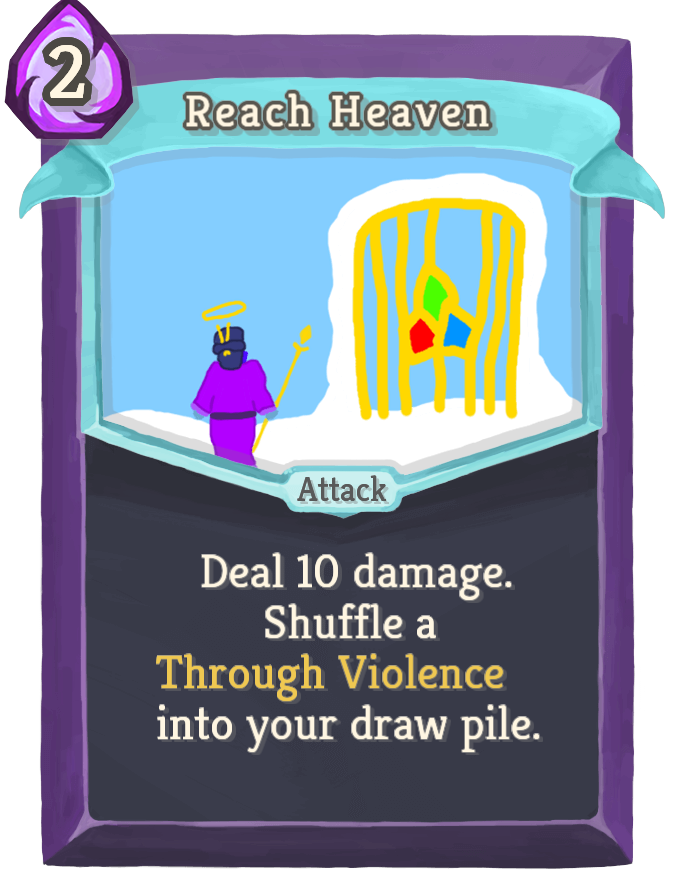 2
Reach Heaven
Attack
Deal 10 damage.
Shuffle a
Through Violence
into your draw pile.